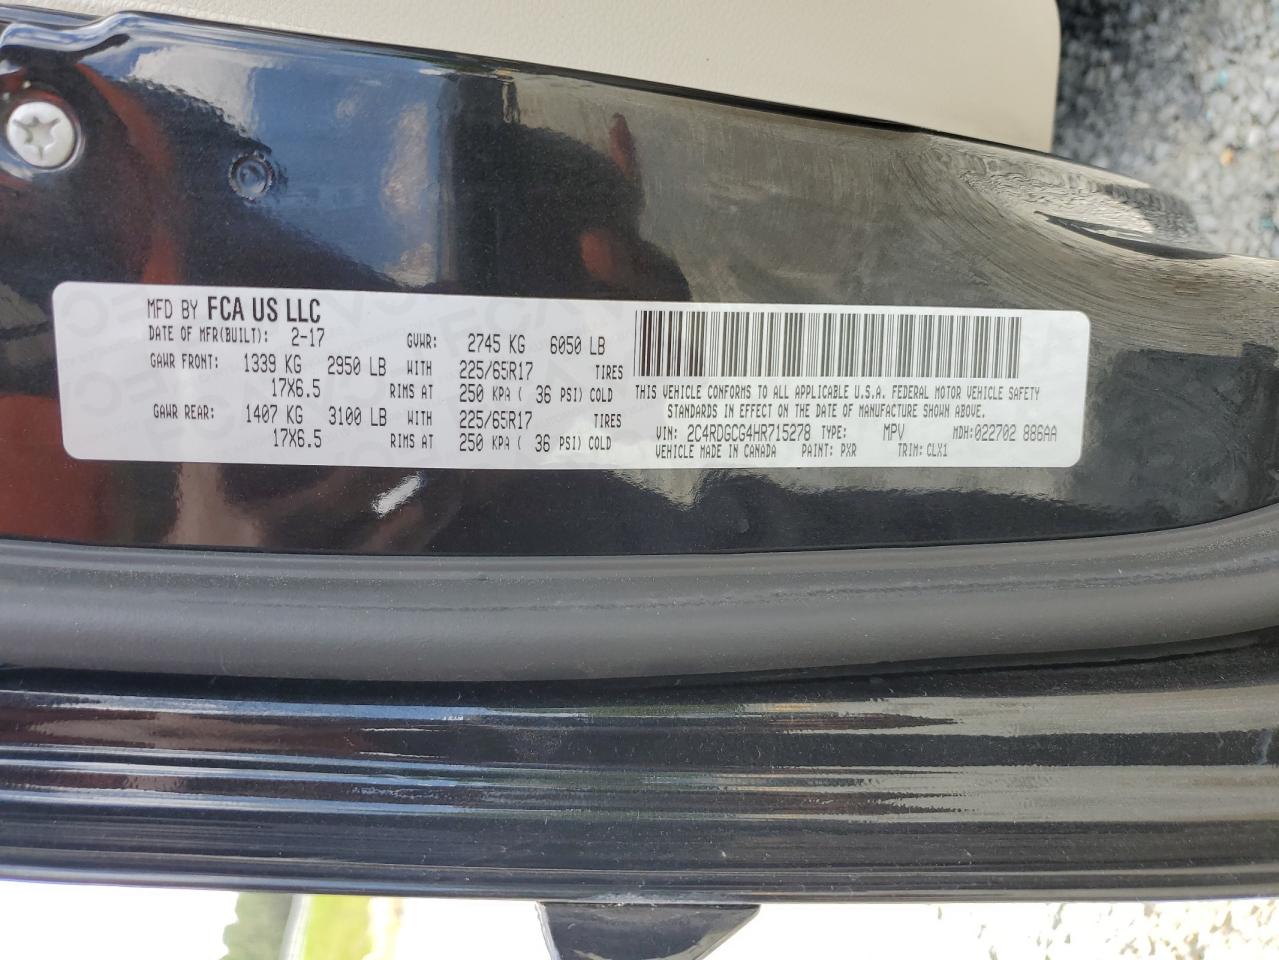 MFD BY FCA US LLC
DATE OF MFR(BUILT): 2-17 GVWR: 2745 KG 6050 LB
GAWR FRONT: 1339 KG 2950 LB WITH 225/65R17 TIRES
17X6.5 RIMS AT 250 KPA ( 36 PSI) COLD
GAWR REAR: 1407 KG 3100 LB WITH 225/65R17 TIRES
17X6.5 RIMS AT 250 KPA ( 36 PSI) COLD
THIS VEHICLE CONFORMS TO ALL APPLICABLE U.S.A. FEDERAL MOTOR VEHICLE SAFETY
STANDARDS IN EFFECT ON THE DATE OF MANUFACTURE SHOWN ABOVE.
VIN: 2C4RDGCG4HR715278 TYPE: MPV MDH:022702 886AA
VEHICLE MADE IN CANADA PAINT: PXR TRIM: CLX1